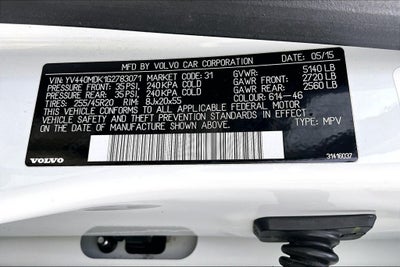 MFD. BY VOLVO CAR CORPORATION DATE: 05/15
VIN: YV440MDK1G2783071 MARKET CODE: 31 GVWR: 5140 LB
PRESSURE FRONT: 35 PSI, 240 KPA COLD GAWR FRONT: 2720 LB
PRESSURE REAR: 35 PSI, 240 KPA COLD GAWR REAR: 2560 LB
TIRES: 255/45R20 RIM: 8Jx20x55 COLOUR: 614-46
THIS VEHICLE CONFORMS TO ALL APPLICABLE FEDERAL MOTOR
VEHICLE SAFETY AND THEFT PREVENTION STANDARDS
IN EFFECT ON THE DATE OF MANUFACTURE SHOWN ABOVE. TYPE: MPV
VOLVO 31416037